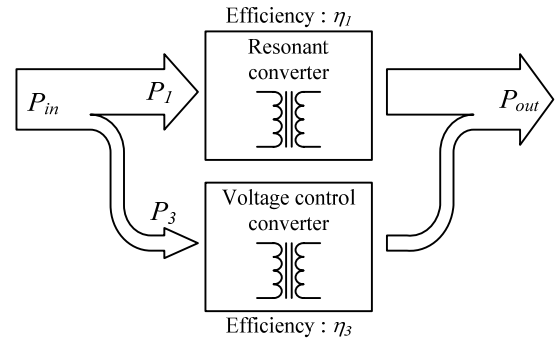 Efficiency : η1
Resonant
converter
Pin
P1
Pout
P3
Voltage control
converter
Efficiency : η3